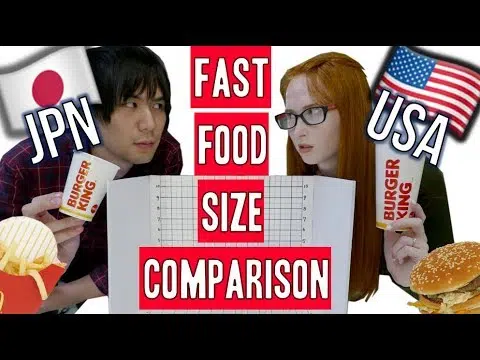 JPN
USA
FAST
FOOD
SIZE
COMPARISON
BURGER
KING
BURGER
KING